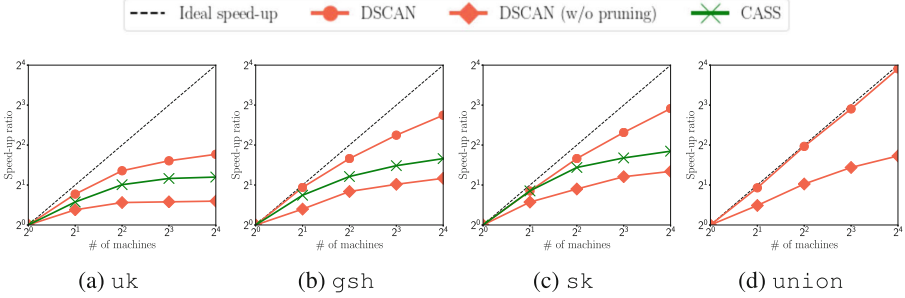 Ideal speed-up DSCAN DSCAN (w/o pruning) CASS
2^4 2^4 2^4 2^4
2^3 2^3 2^3 2^3
2^2 2^2 2^2 2^2
2^1 2^1 2^1 2^1
2^0 2^0 2^0 2^0
Speed-up ratio Speed-up ratio Speed-up ratio Speed-up ratio
2^0 2^1 2^2 2^3 2^4 2^0 2^1 2^2 2^3 2^4 2^0 2^1 2^2 2^3 2^4 2^0 2^1 2^2 2^3 2^4
# of machines # of machines # of machines # of machines
(a) uk (b) gsh (c) sk (d) union